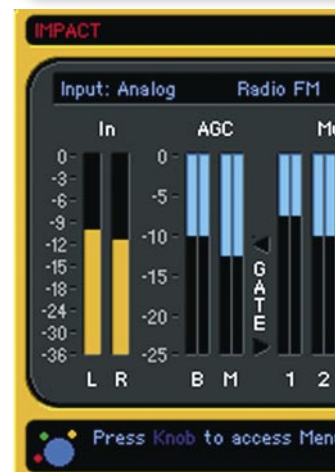 IMPACT
Input: Analog Radio FM
In AGC
0 0
-3
-6 -5
-9
-12 -10
-15 -15
-18
-24 -20
-30
-36 -25
GATE
L R B M 1 2
Press Knob to access